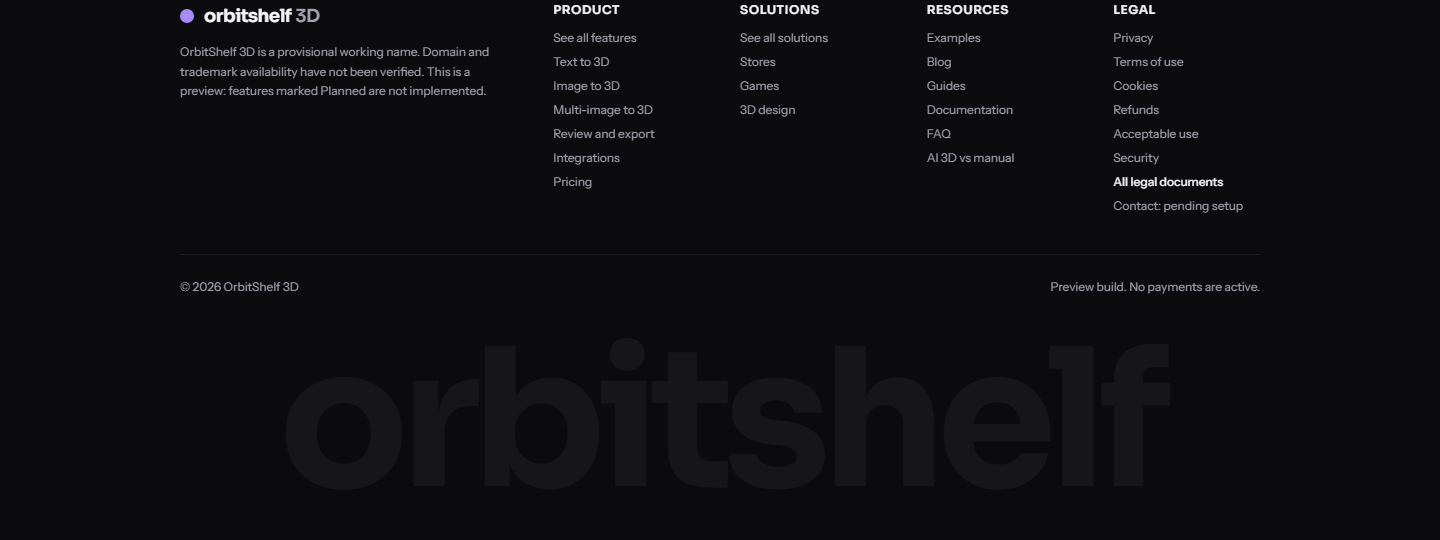 orbitshelf 3D
OrbitShelf 3D is a provisional working name. Domain and
trademark availability have not been verified. This is a
preview: features marked Planned are not implemented.
PRODUCT
See all features
Text to 3D
Image to 3D
Multi-image to 3D
Review and export
Integrations
Pricing
SOLUTIONS
See all solutions
Stores
Games
3D design
RESOURCES
Examples
Blog
Guides
Documentation
FAQ
AI 3D vs manual
LEGAL
Privacy
Terms of use
Cookies
Refunds
Acceptable use
Security
All legal documents
Contact: pending setup
© 2026 OrbitShelf 3D
Preview build. No payments are active.
orbitshelf